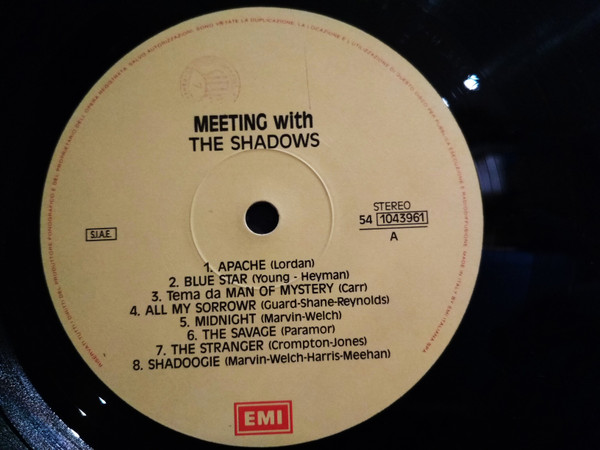 MEETING with
THE SHADOWS
STEREO
54 1043961
A
S.I.A.E.
1. APACHE (Lordan)
2. BLUE STAR (Young - Heyman)
3. Tema da MAN OF MYSTERY (Carr)
4. ALL MY SORROWR (Guard-Shane-Reynolds)
5. MIDNIGHT (Marvin-Welch)
6. THE SAVAGE (Paramor)
7. THE STRANGER (Crompton-Jones)
8. SHADOOGIE (Marvin-Welch-Harris-Meehan)
EMI